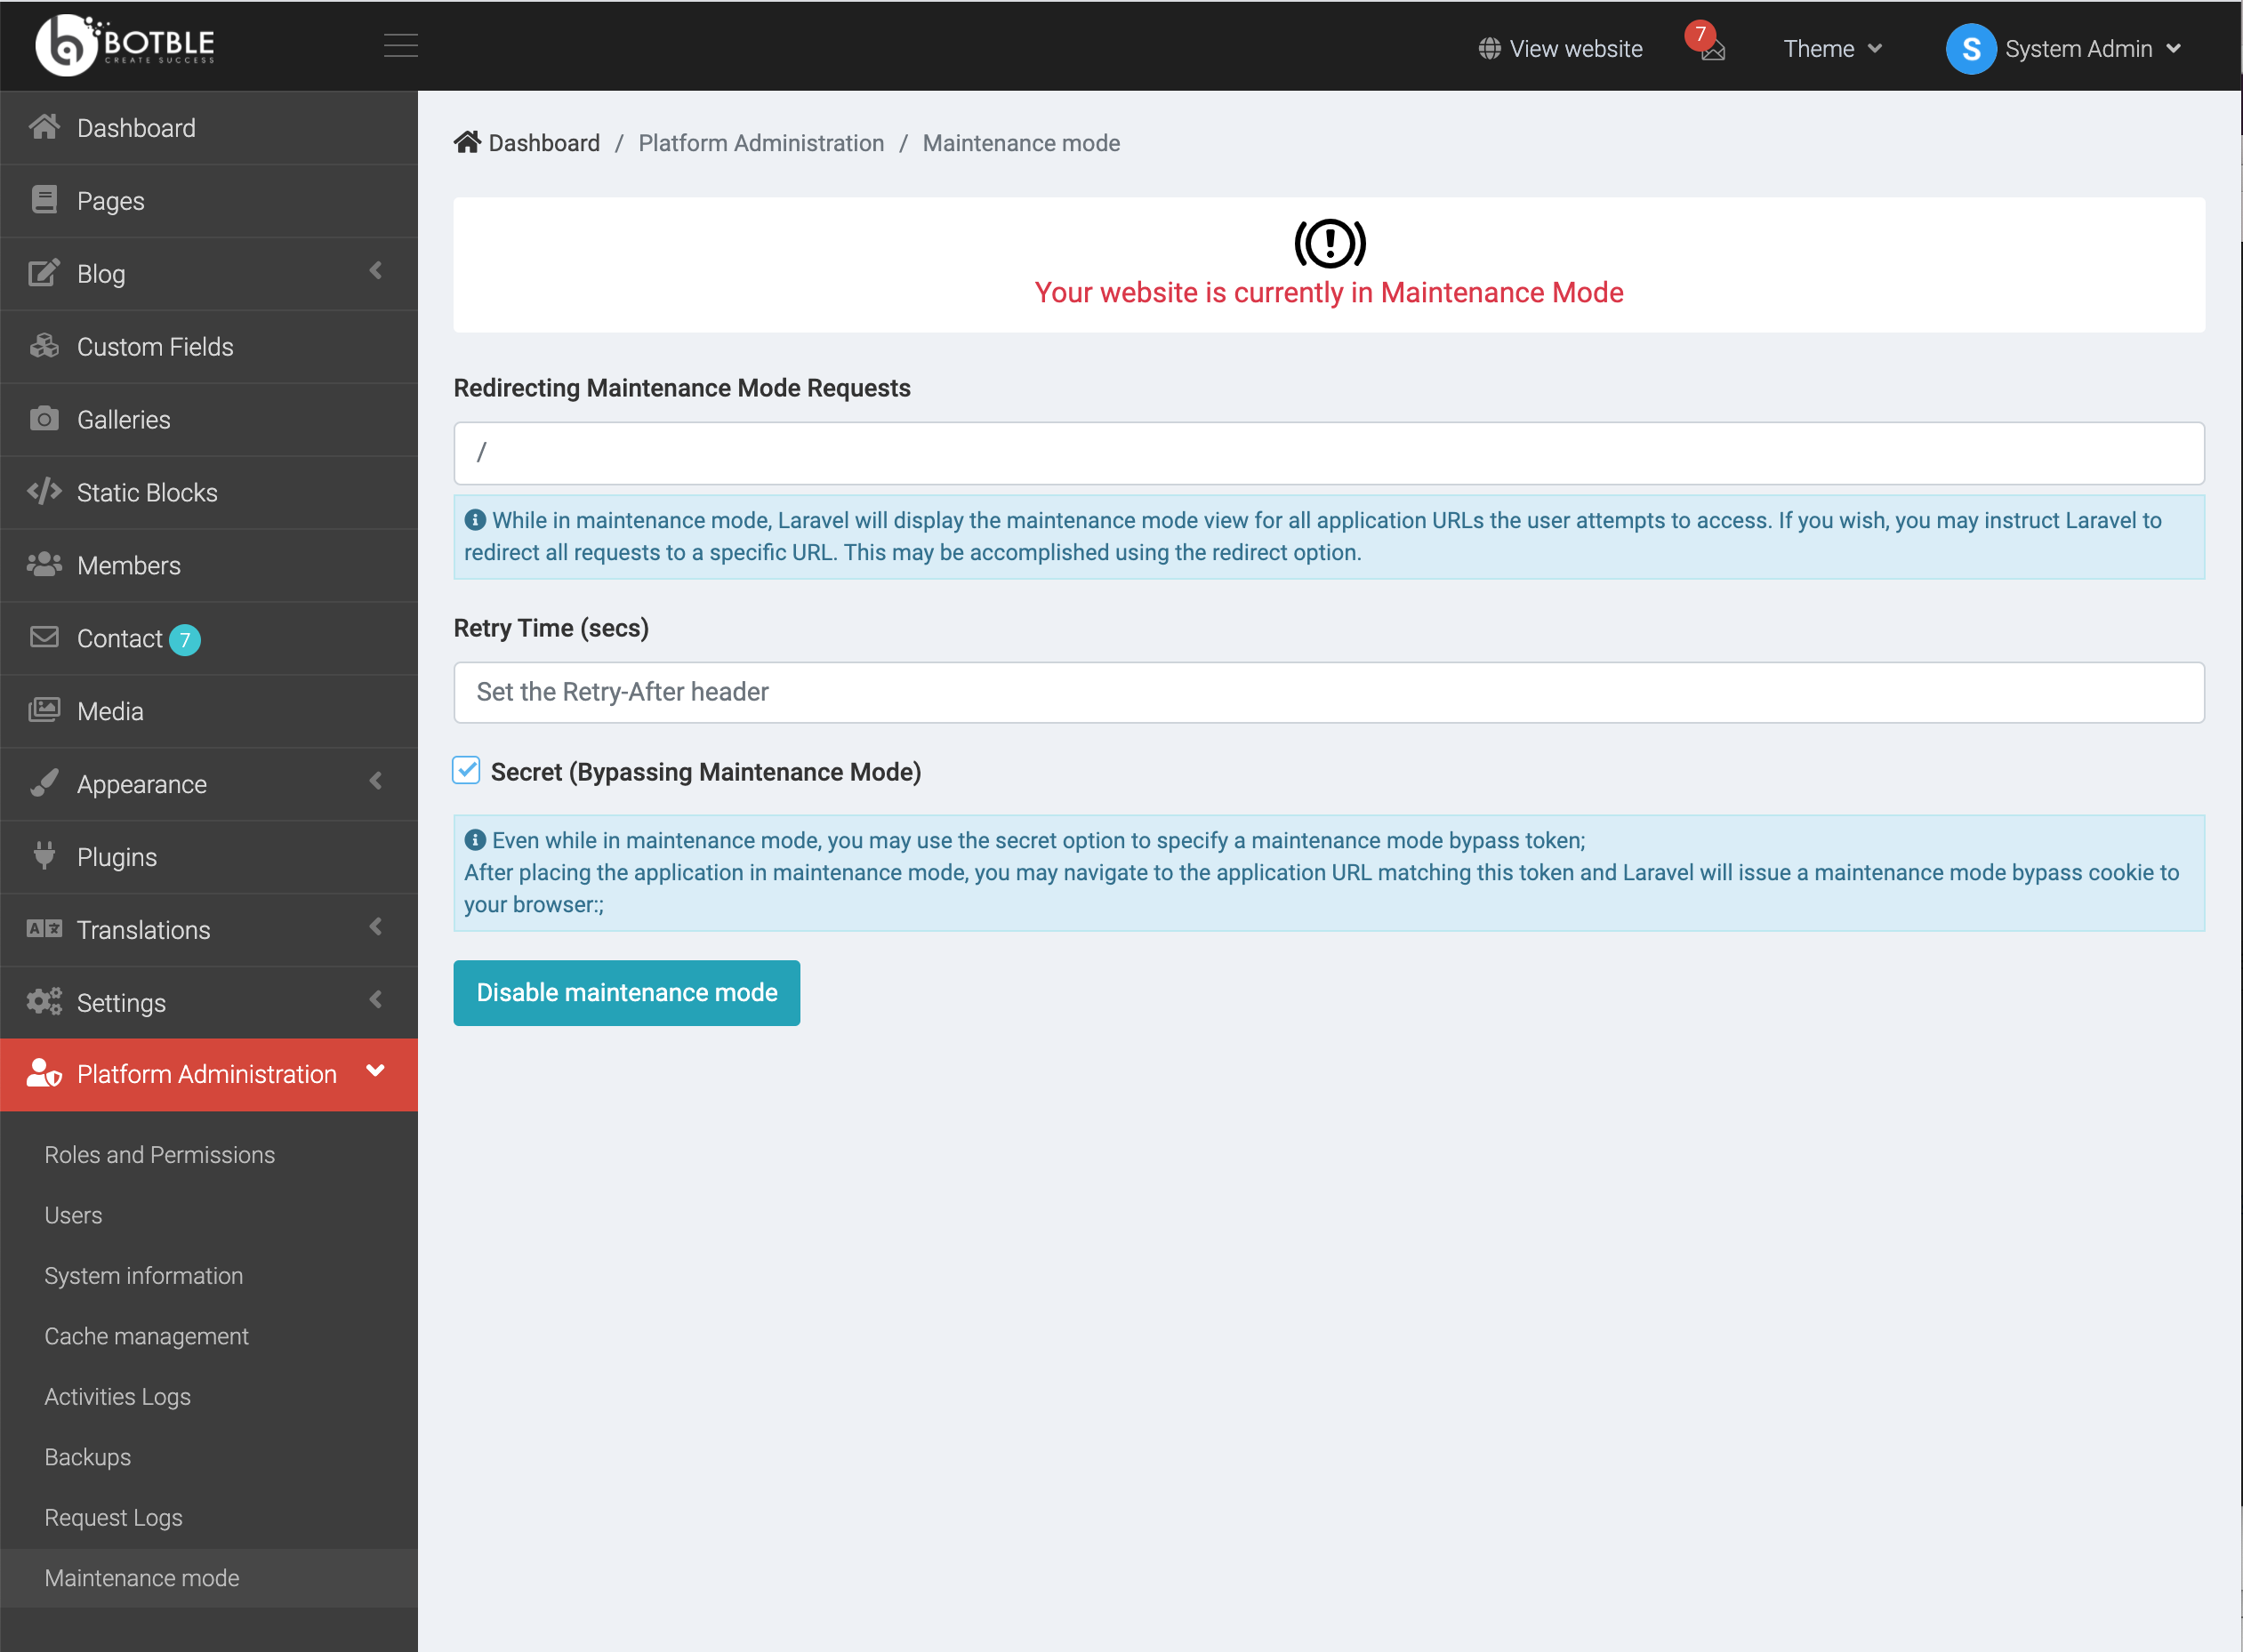 BOTBLE
CREATE SUCCESS
View website
7
Theme
S
System Admin
Dashboard
Pages
Blog
Custom Fields
Galleries
Static Blocks
Members
Contact 7
Media
Appearance
Plugins
Translations
Settings
Platform Administration
Roles and Permissions
Users
System information
Cache management
Activities Logs
Backups
Request Logs
Maintenance mode
Dashboard / Platform Administration / Maintenance mode
Your website is currently in Maintenance Mode
Redirecting Maintenance Mode Requests
/
While in maintenance mode, Laravel will display the maintenance mode view for all application URLs the user attempts to access. If you wish, you may instruct Laravel to
redirect all requests to a specific URL. This may be accomplished using the redirect option.
Retry Time (secs)
Set the Retry-After header
Secret (Bypassing Maintenance Mode)
Even while in maintenance mode, you may use the secret option to specify a maintenance mode bypass token;
After placing the application in maintenance mode, you may navigate to the application URL matching this token and Laravel will issue a maintenance mode bypass cookie to
your browser:;
Disable maintenance mode